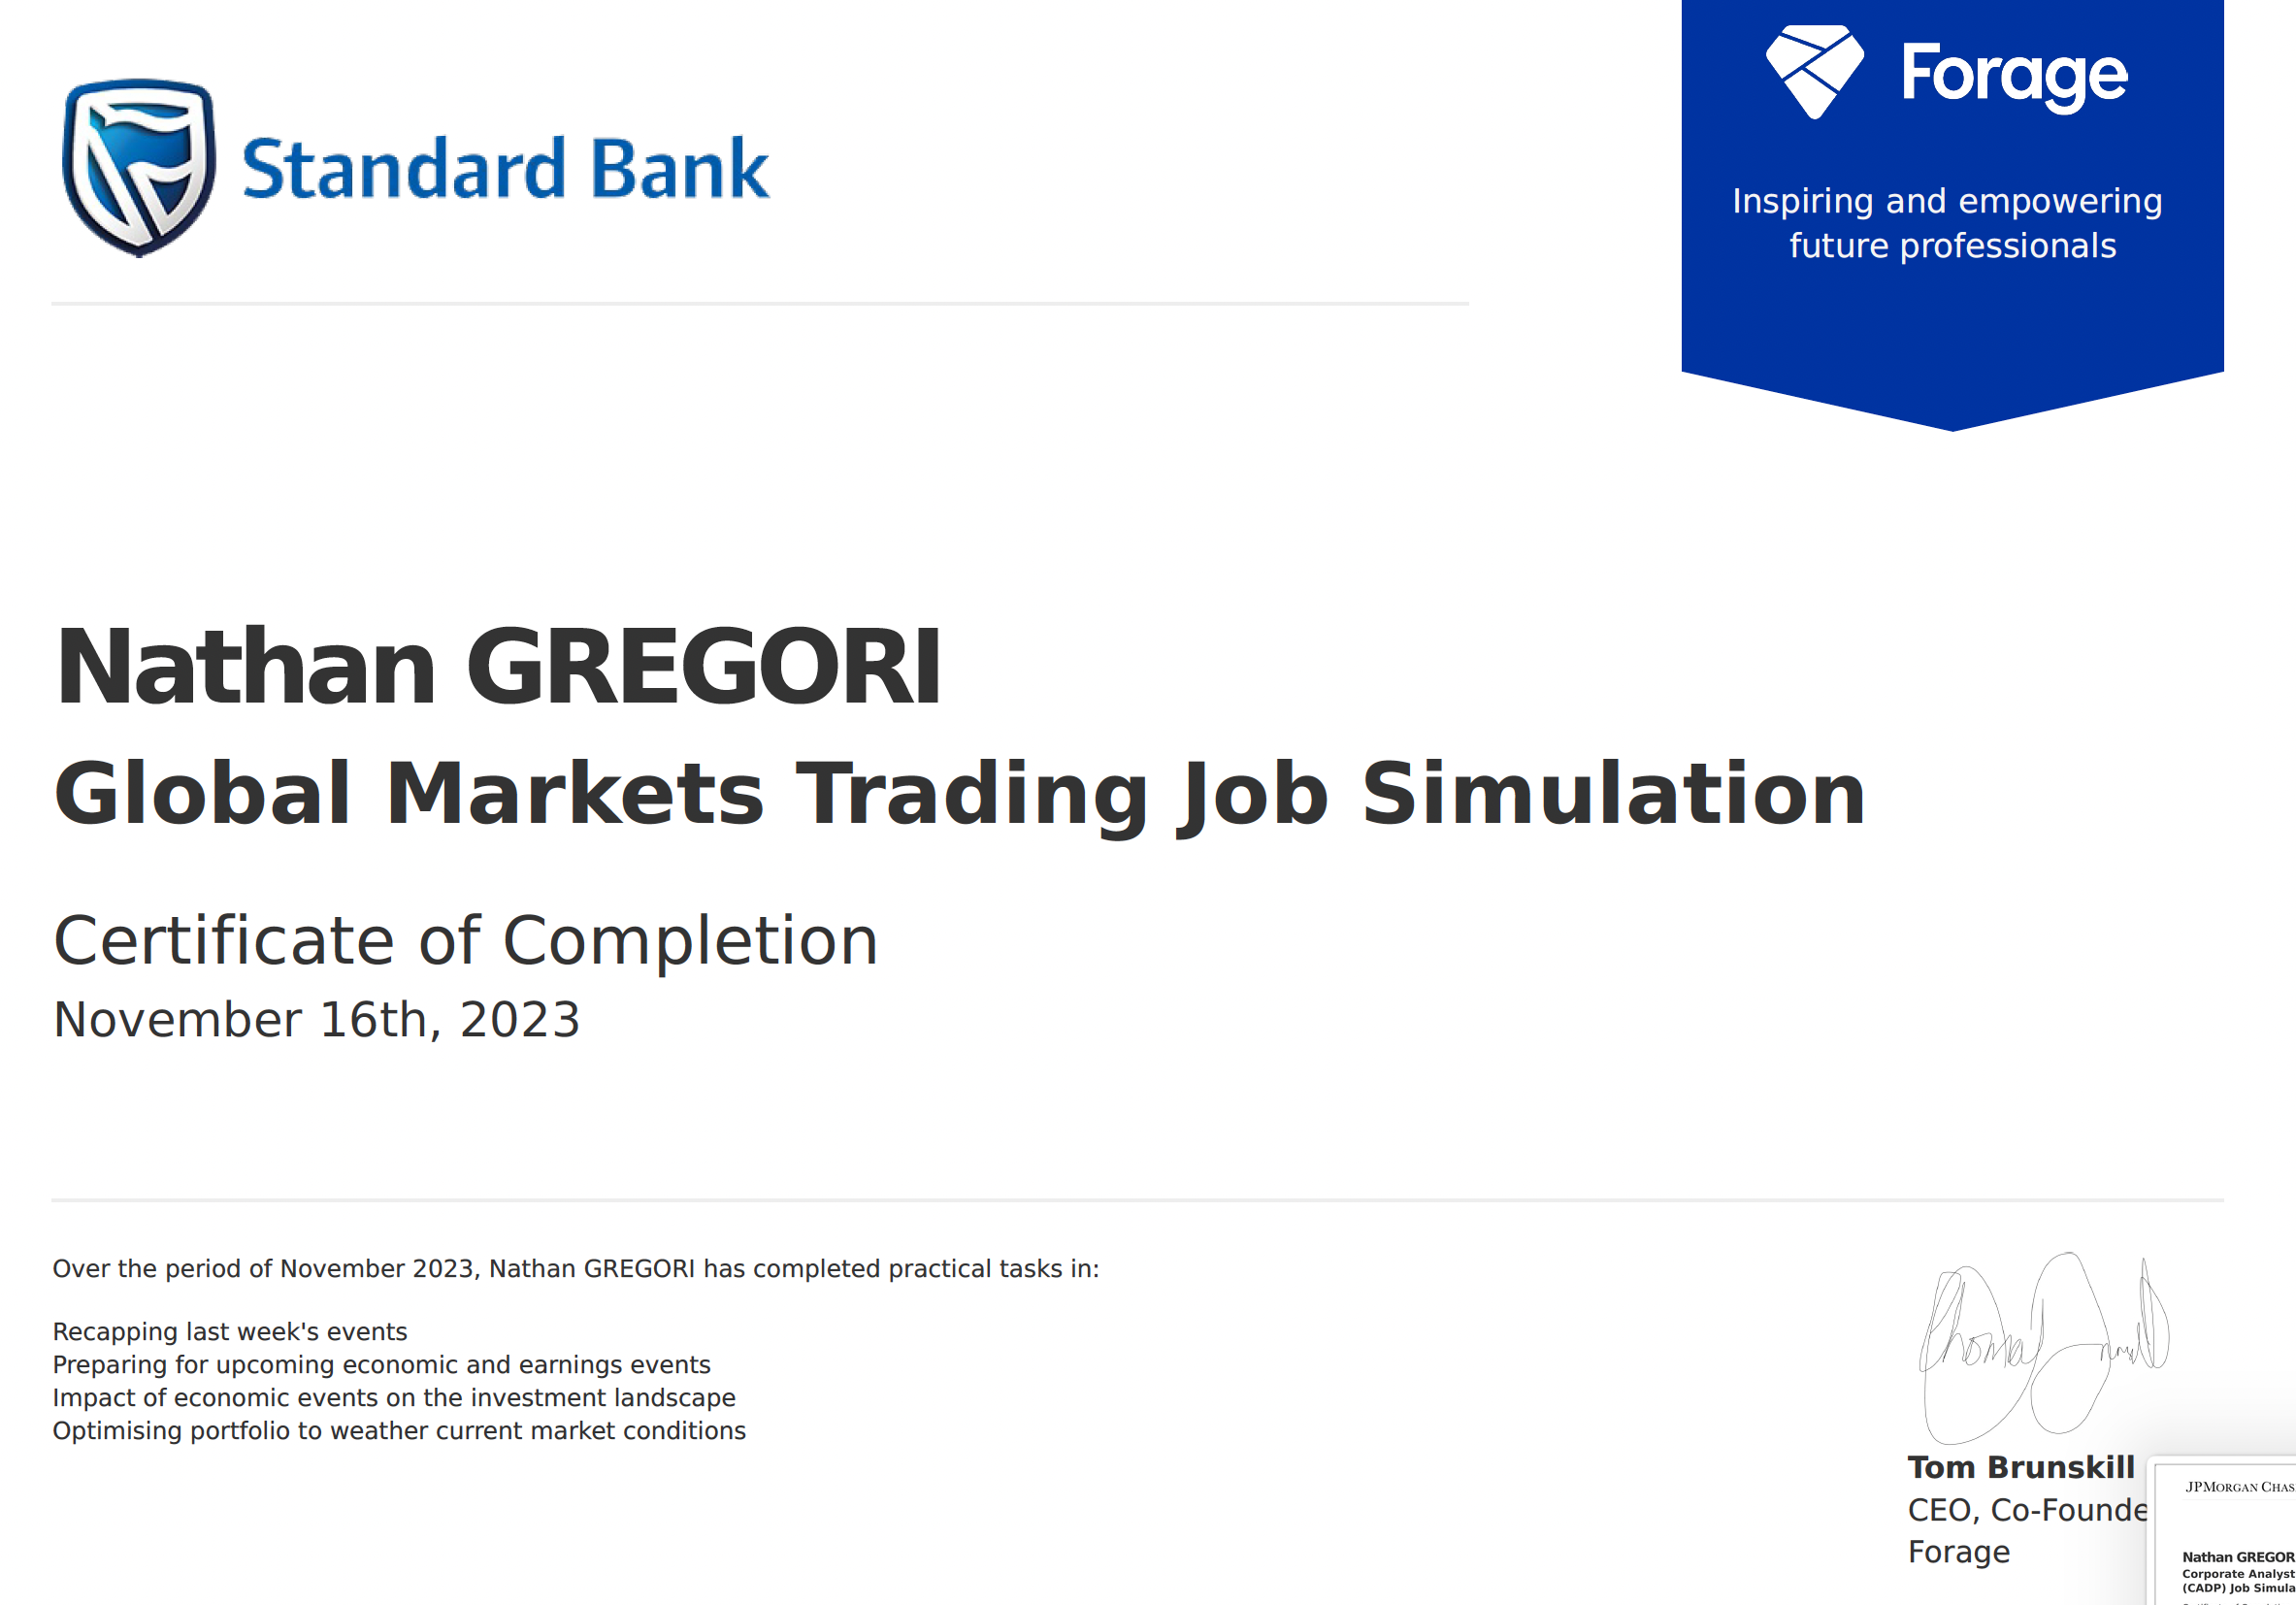 Standard Bank
Forage
Inspiring and empowering
future professionals
Nathan GREGORI
Global Markets Trading Job Simulation
Certificate of Completion
November 16th, 2023
Over the period of November 2023, Nathan GREGORI has completed practical tasks in:
Recapping last week's events
Preparing for upcoming economic and earnings events
Impact of economic events on the investment landscape
Optimising portfolio to weather current market conditions
Tom Brunskill
CEO, Co-Founde
Forage
JPMORGAN CHAS
Nathan GREGOR
Corporate Analyst
(CADP) Job Simula